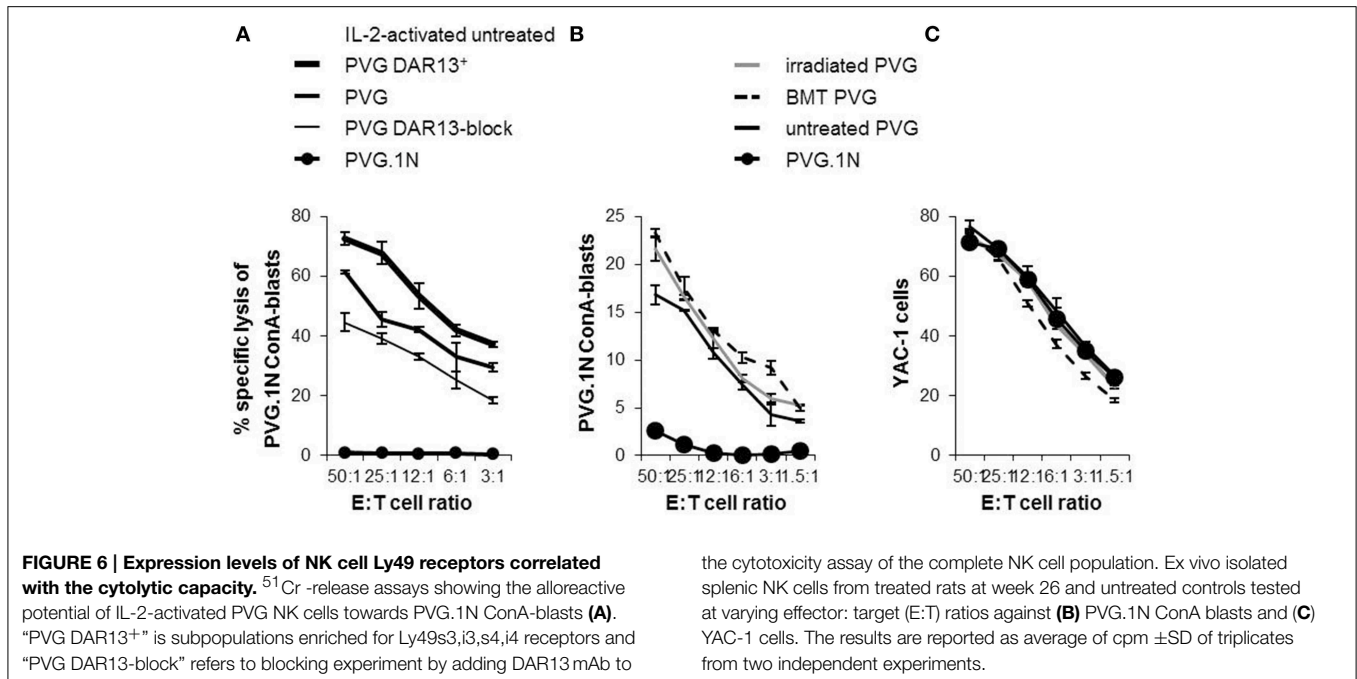 A
IL-2-activated untreated
PVG DAR13+
PVG
PVG DAR13-block
PVG.1N
B
C
irradiated PVG
BMT PVG
untreated PVG
PVG.1N
% specific lysis of
PVG.1N ConA-blasts
80
60
40
20
0
50:1 25:1 12:1 6:1 3:1
E:T cell ratio
PVG.1N ConA-blasts
25
20
15
10
5
0
50:1 25:1 12:1 6:1 3:1 1.5:1
E:T cell ratio
YAC-1 cells
80
60
40
20
0
50:1 25:1 12:1 6:1 3:1 1.5:1
E:T cell ratio
FIGURE 6 | Expression levels of NK cell Ly49 receptors correlated
with the cytolytic capacity. 51Cr -release assays showing the alloreactive
potential of IL-2-activated PVG NK cells towards PVG.1N ConA-blasts (A).
“PVG DAR13+” is subpopulations enriched for Ly49s3,i3,s4,i4 receptors and
“PVG DAR13-block” refers to blocking experiment by adding DAR13 mAb to
the cytotoxicity assay of the complete NK cell population. Ex vivo isolated
splenic NK cells from treated rats at week 26 and untreated controls tested
at varying effector: target (E:T) ratios against (B) PVG.1N ConA blasts and (C)
YAC-1 cells. The results are reported as average of cpm ±SD of triplicates
from two independent experiments.